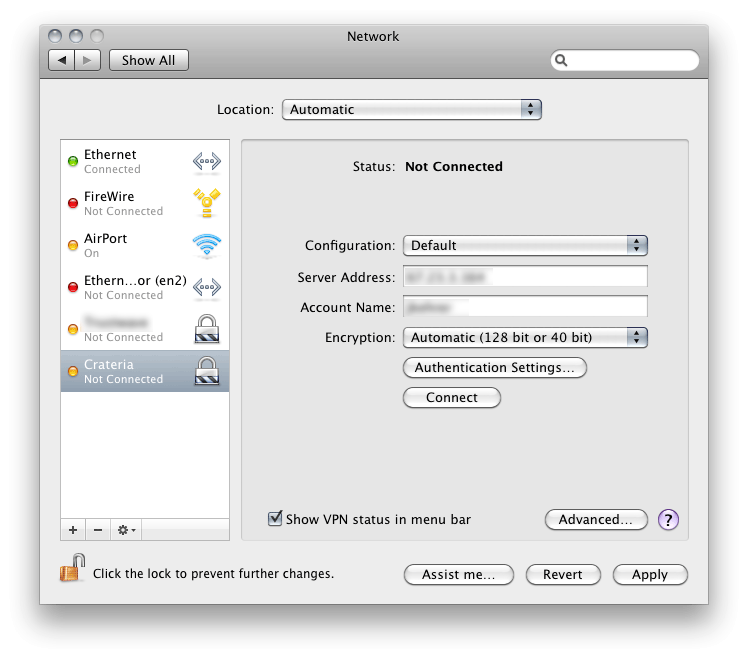 Network
Show All
Location: Automatic
Ethernet
Connected
FireWire
Not Connected
AirPort
On
Ethern...or (en2)
Not Connected
Not Connected
Crateria
Not Connected
+ −
Status: Not Connected
Configuration: Default
Server Address:
Account Name:
Encryption: Automatic (128 bit or 40 bit)
Authentication Settings...
Connect
Show VPN status in menu bar
Advanced... ?
Click the lock to prevent further changes.
Assist me... Revert Apply